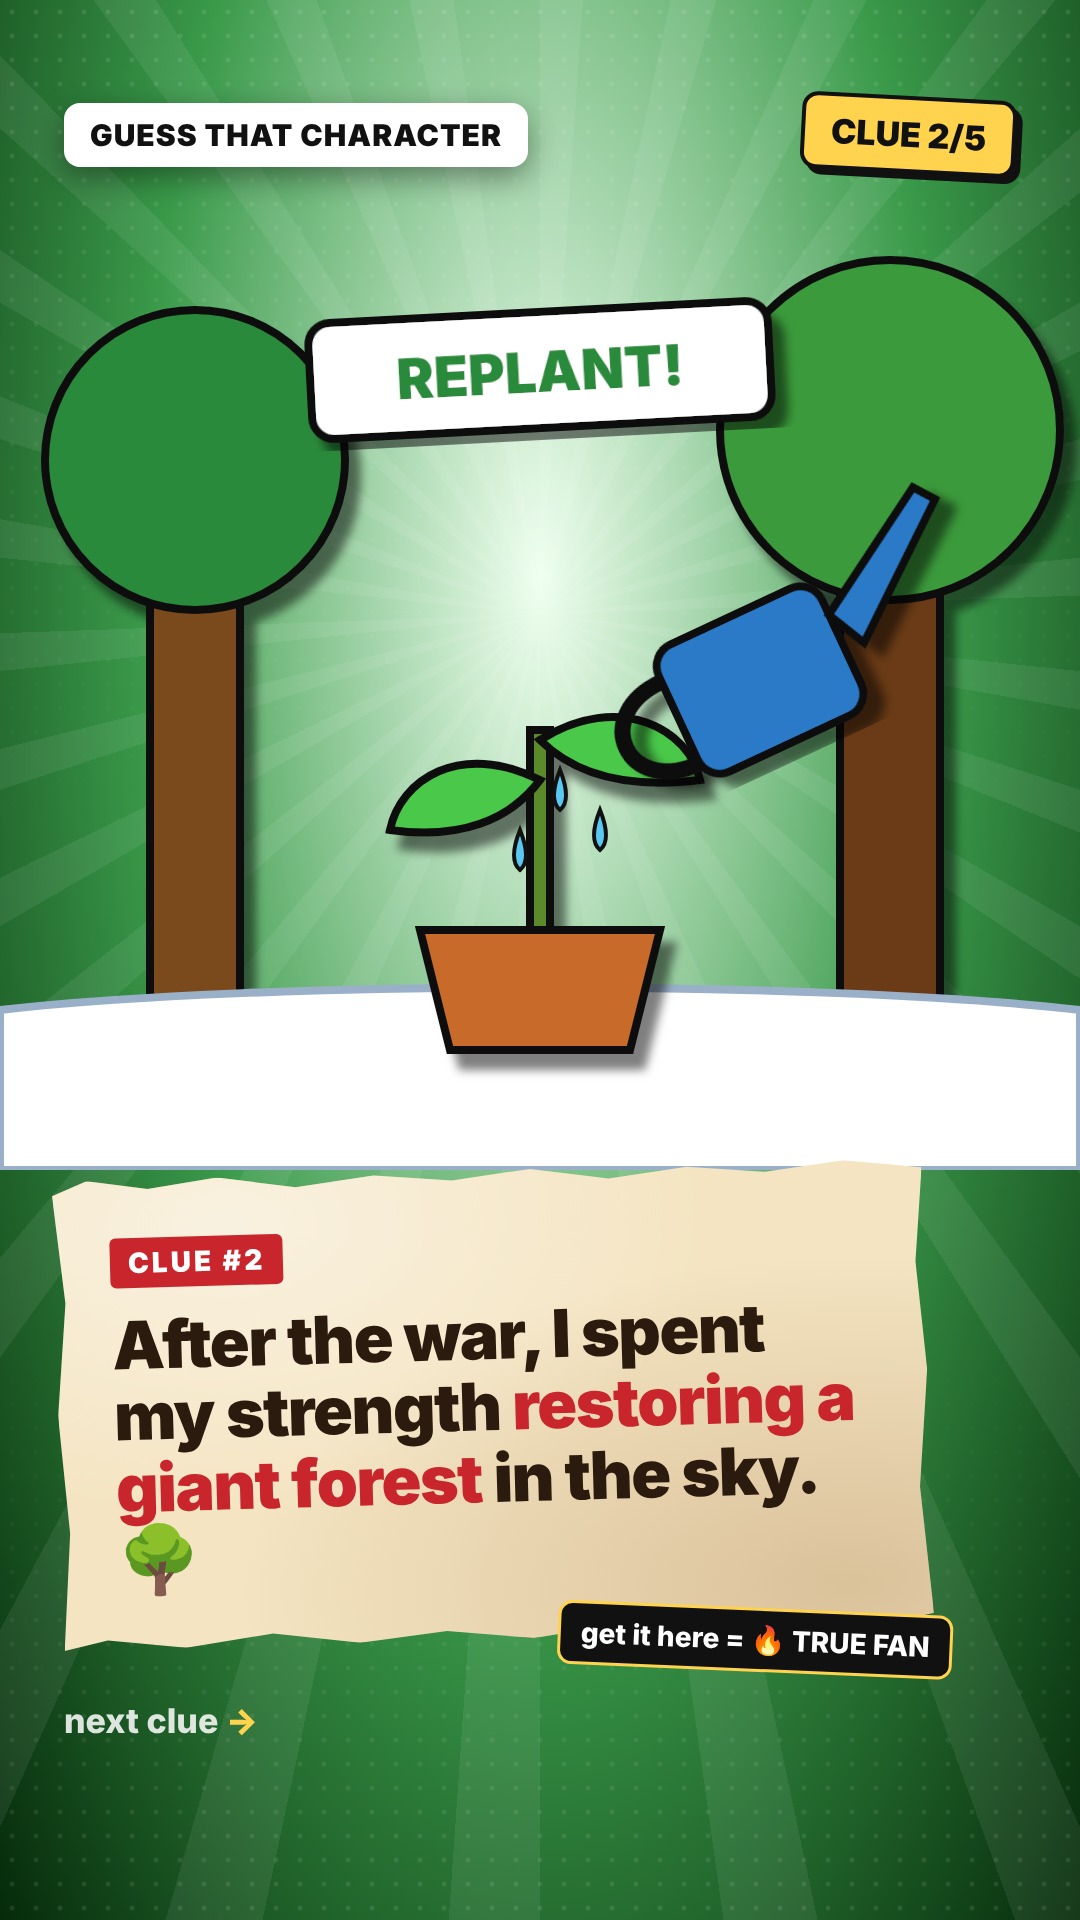 GUESS THAT CHARACTER
CLUE 2/5
REPLANT!
CLUE #2
After the war, I spent
my strength restoring a
giant forest in the sky.
🌳
get it here = 🔥 TRUE FAN
next clue →